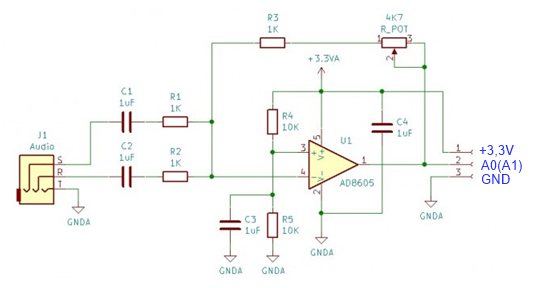 R3
1K
4K7
R_POT
1
3
2
+3.3VA
C1
1uF
R1
1K
R4
10K
C4
1uF
J1
Audio
S
R
T
C2
1uF
R2
1K
3
4
5
V+
V-
2
U1
1
AD8605
1
+3,3V
2
A0(A1)
3
GND
GNDA
C3
1uF
R5
10K
GNDA
GNDA
GNDA
GNDA